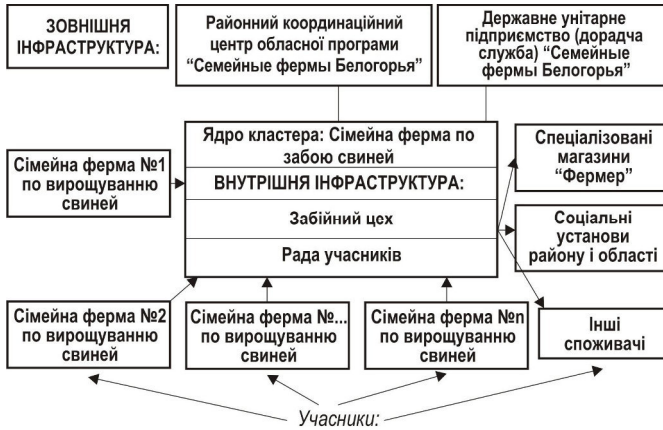 ЗОВНІШНЯ
ІНФРАСТРУКТУРА:
Районний координаційний
центр обласної програми
“Семейные фермы Белогорья”
Державне унітарне
підприємство (дорадча
служба) “Семейные
фермы Белогорья”
Ядро кластера: Сімейна ферма по
забою свиней
ВНУТРІШНЯ ІНФРАСТРУКТУРА:
Забійний цех
Рада учасників
Сімейна ферма №1
по вирощуванню
свиней
Спеціалізовані
магазини
“Фермер”
Соціальні
установи
району і області
Сімейна ферма №2
по вирощуванню
свиней
Сімейна ферма №...
по вирощуванню
свиней
Сімейна ферма №n
по вирощуванню
свиней
Інші
споживачі
Учасники: